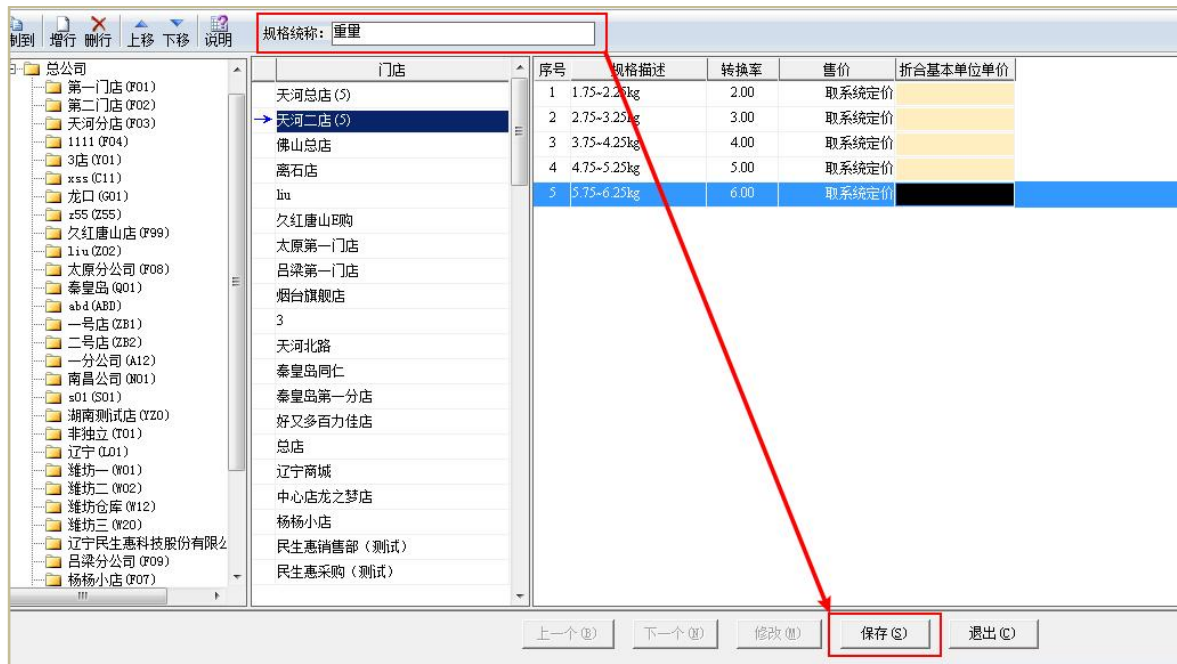 制到 增行 删行 上移 下移 说明
规格统称: 重量
总公司
第一门店(F01)
第二门店(F02)
天河分店(F03)
1111(F04)
3店(Y01)
xss(C11)
龙口(G01)
z55(Z55)
久红唐山店(F99)
liu(Z02)
太原分公司(F08)
秦皇岛(Q01)
abd(ABD)
一号店(ZB1)
二号店(ZB2)
一分公司(A12)
南昌公司(N01)
s01(S01)
湖南测试店(YZ0)
非独立(T01)
辽宁(L01)
潍坊一(W01)
潍坊二(W02)
潍坊仓库(W12)
潍坊三(W20)
辽宁民生惠科技股份有限公
吕梁分公司(F09)
杨杨小店(F07)
门店
天河总店(5)
天河二店(5)
佛山总店
离石店
liu
久红唐山E购
太原第一门店
吕梁第一门店
烟台旗舰店
3
天河北路
秦皇岛同仁
秦皇岛第一分店
好又多百力佳店
总店
辽宁商城
中心店龙之梦店
杨杨小店
民生惠销售部（测试）
民生惠采购（测试）
序号 规格描述 转换率 售价 折合基本单位单价
1 1.75~2.25kg 2.00 取系统定价
2 2.75~3.25kg 3.00 取系统定价
3 3.75~4.25kg 4.00 取系统定价
4 4.75~5.25kg 5.00 取系统定价
5 5.75~6.25kg 6.00 取系统定价
上一个(B) 下一个(N) 修改(M) 保存(S) 退出(C)